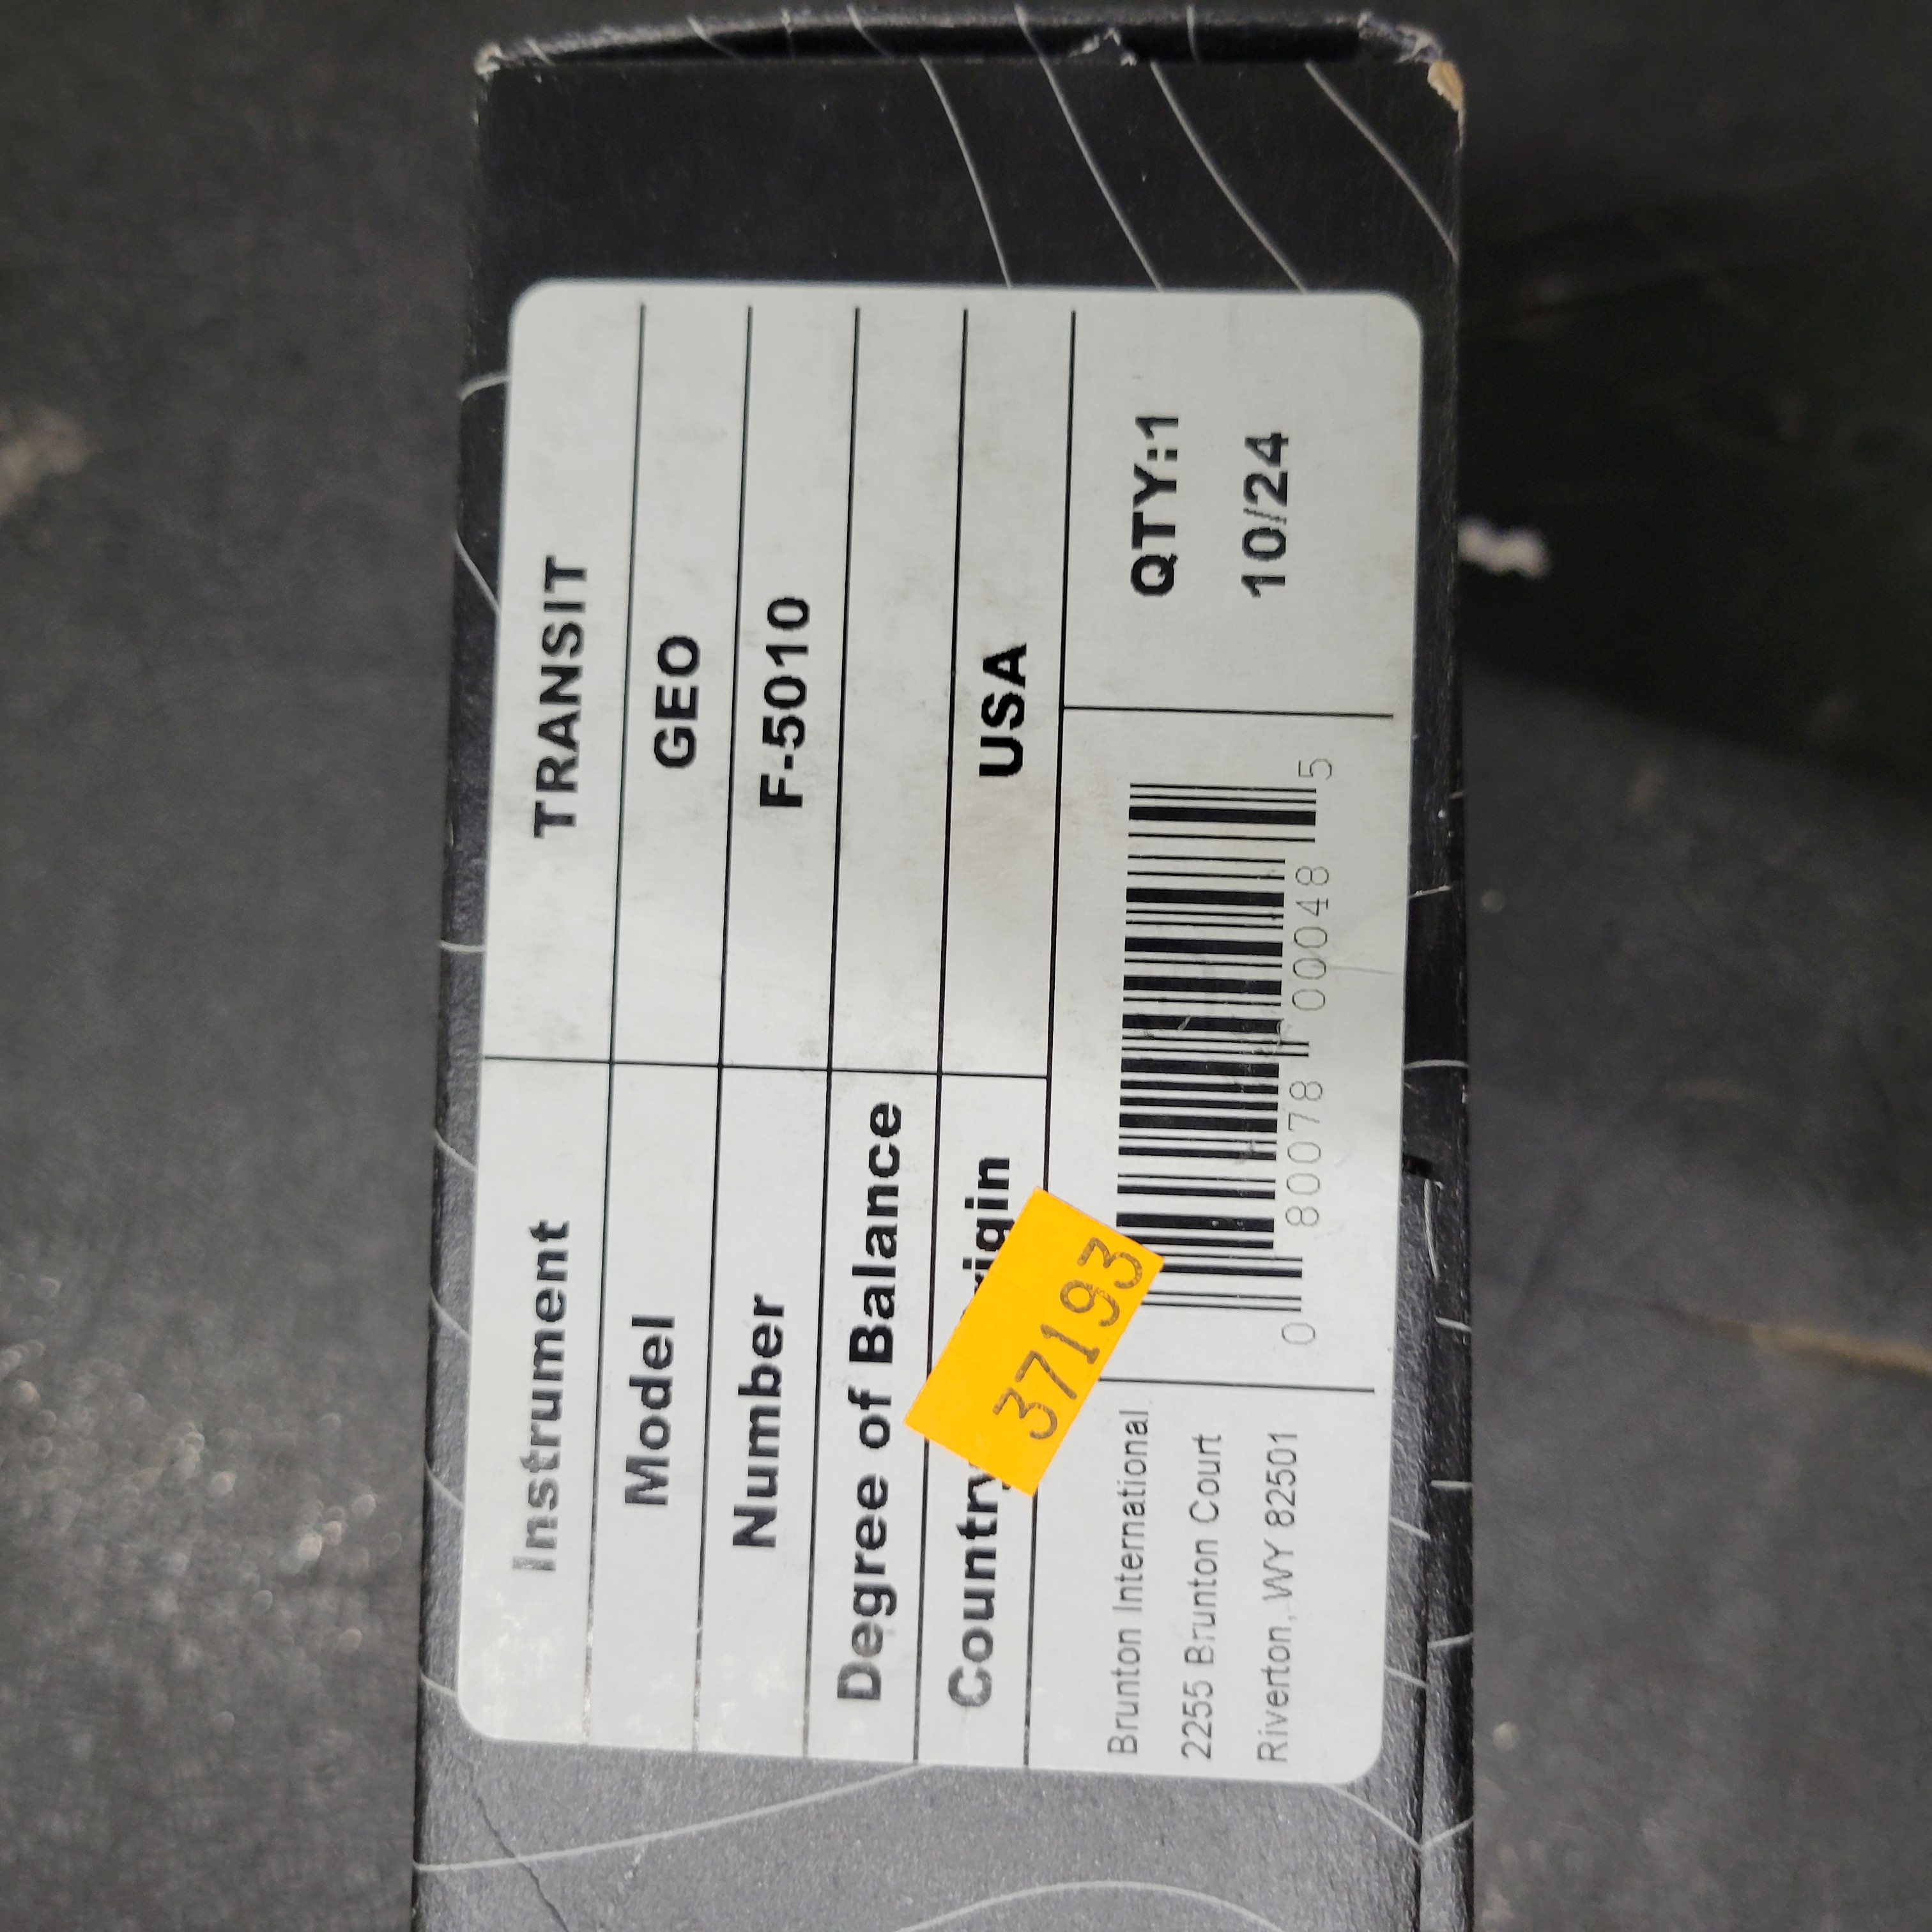 Instrument TRANSIT
Model GEO
Number F-5010
Degree of Balance
Country rigin USA
37193
Brunton International
2255 Brunton Court
Riverton, WY 82501
0 80078 00048 5
QTY:1
10/24